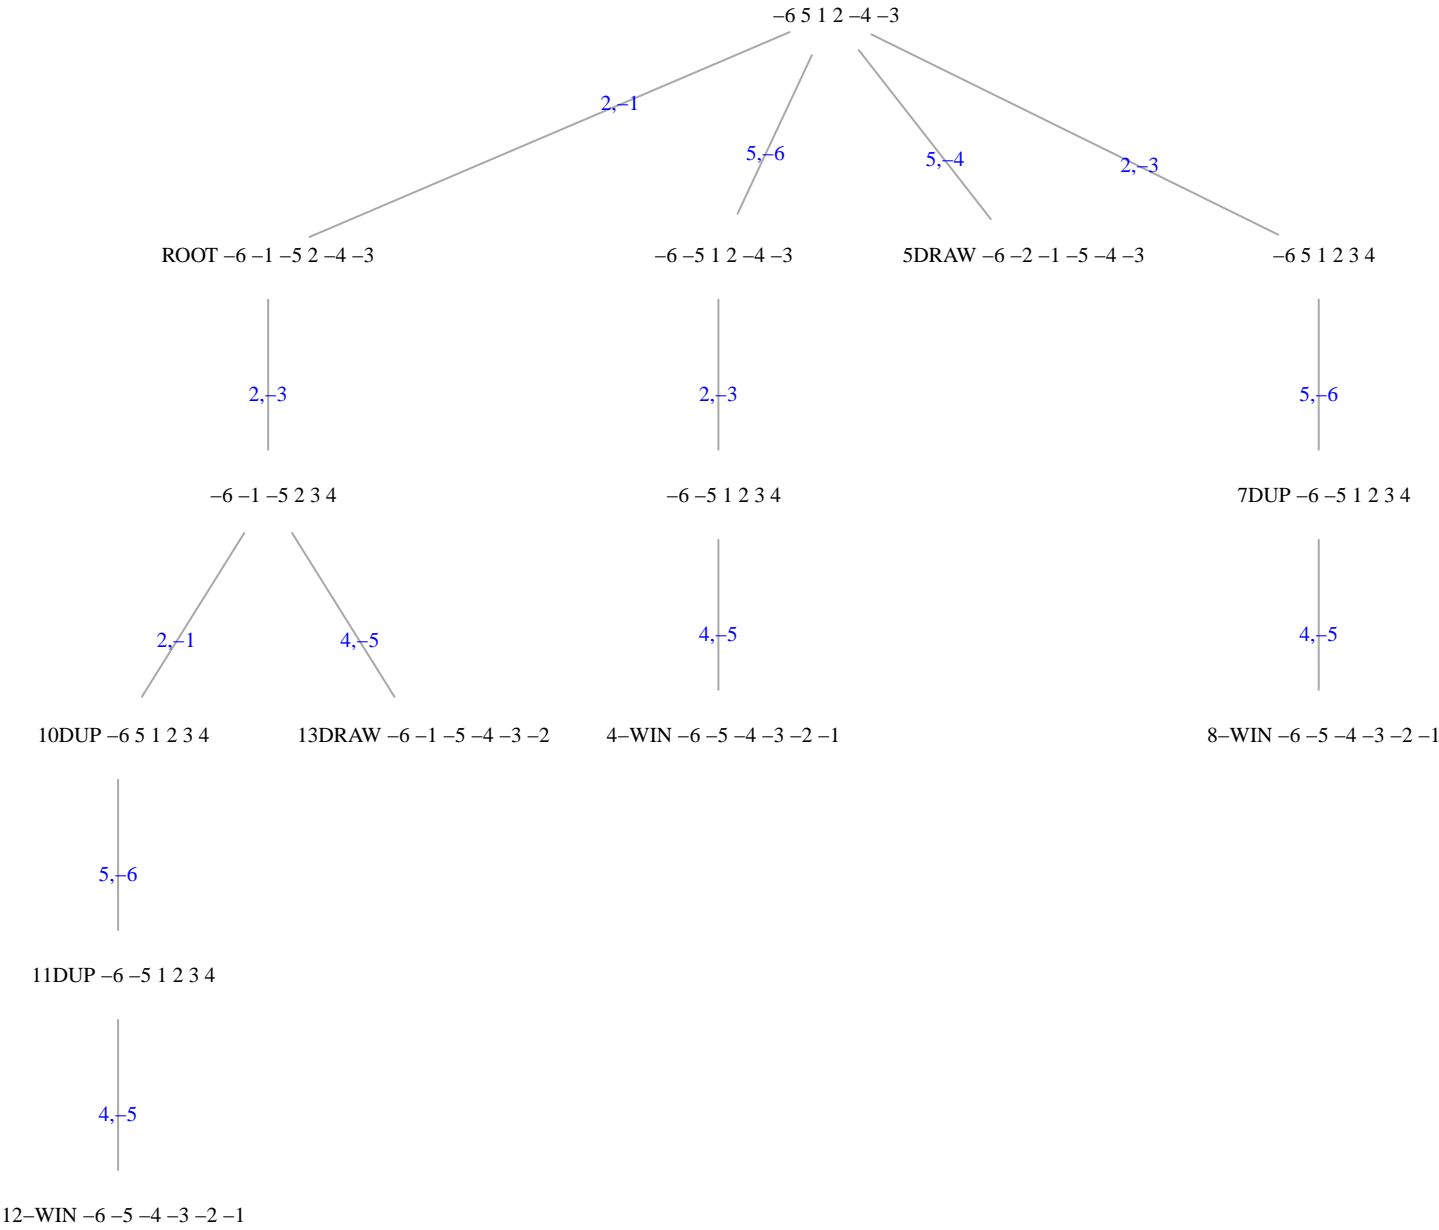 –6 5 1 2 –4 –3
2,–1
5,–6
5,–4
2,–3
ROOT –6 –1 –5 2 –4 –3
–6 –5 1 2 –4 –3
5DRAW –6 –2 –1 –5 –4 –3
–6 5 1 2 3 4
2,–3
2,–3
5,–6
–6 –1 –5 2 3 4
–6 –5 1 2 3 4
7DUP –6 –5 1 2 3 4
2,–1
4,–5
4,–5
4,–5
10DUP –6 5 1 2 3 4
13DRAW –6 –1 –5 –4 –3 –2
4–WIN –6 –5 –4 –3 –2 –1
8–WIN –6 –5 –4 –3 –2 –1
5,–6
11DUP –6 –5 1 2 3 4
4,–5
12–WIN –6 –5 –4 –3 –2 –1